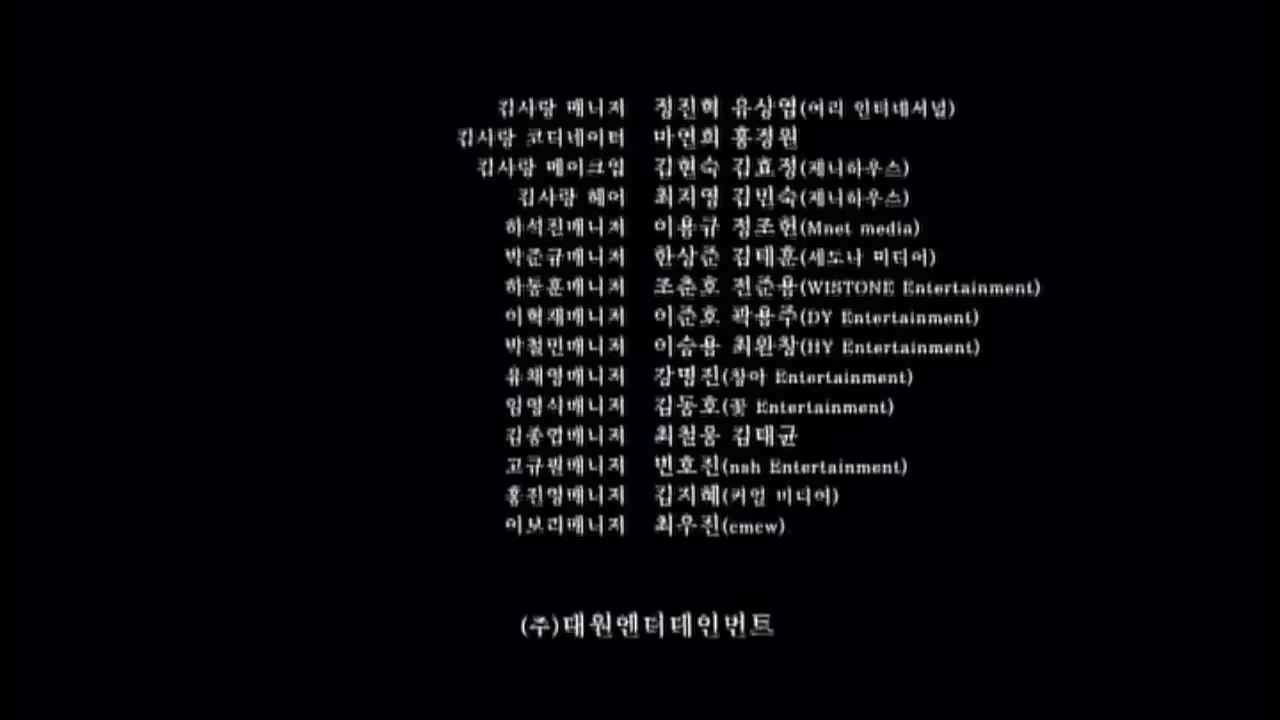 김사랑 매니저 정진혁 유상엽(여리 인터내셔널)
김사랑 코디네이터 마연희 홍정원
김사랑 메이크업 김현숙 김효정(제니하우스)
김사랑 헤어 최지영 김민숙(제니하우스)
하석진매니저 이용규 정조헌(Mnet media)
박준규매니저 한상준 김태훈(세도나 미디어)
하동훈매니저 조춘호 전준용(WISTONE Entertainment)
이혁재매니저 이준호 곽용주(DY Entertainment)
박철민매니저 이승용 최완창(HY Entertainment)
유채영매니저 강명진(창아 Entertainment)
임형식매니저 김동호(꽃 Entertainment)
김종엽매니저 최철웅 김대균
고규필매니저 변호진(nsh Entertainment)
홍진영매니저 김지혜(커얼 미디어)
이보리매니저 최우진(cmcw)
(주)대원엔터테인먼트